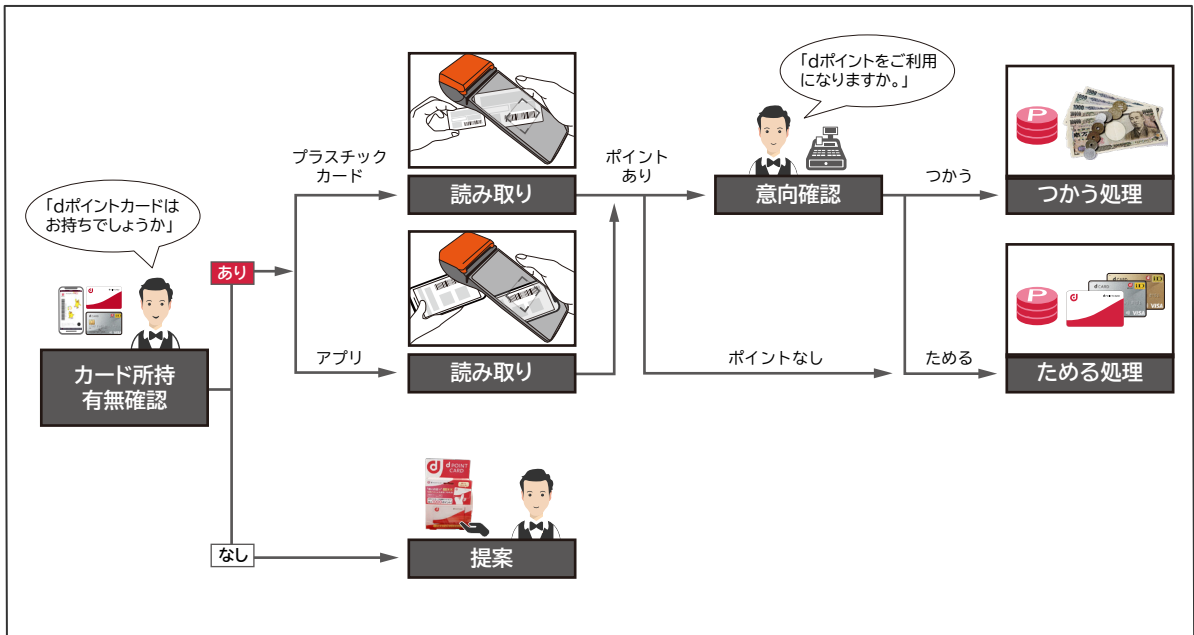 「dポイントカードは
お持ちでしょうか」
カード所持
有無確認
あり
なし
プラスチック
カード
読み取り
アプリ
読み取り
ポイント
あり
ポイントなし
「dポイントをご利用
になりますか。」
意向確認
つかう
つかう処理
ためる
ためる処理
d POINT
CARD
提案
P
P
d CARD
VISA
VISA